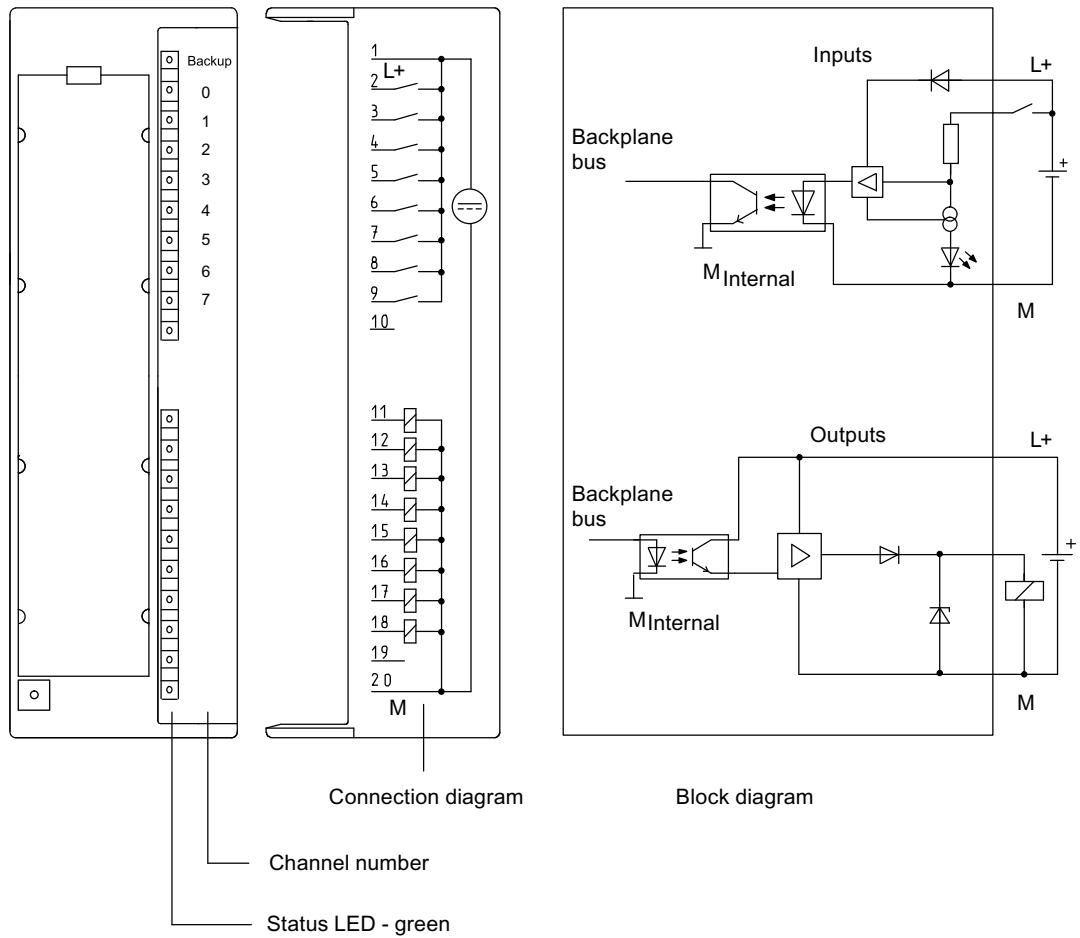 Backup
0
1
2
3
4
5
6
7
1
L+
2
3
4
5
6
7
8
9
10
11
12
13
14
15
16
17
18
19
20
M
Inputs
L+
Backplane
bus
+
M Internal
M
Outputs
L+
Backplane
bus
+
M Internal
M
Connection diagram
Block diagram
Channel number
Status LED - green